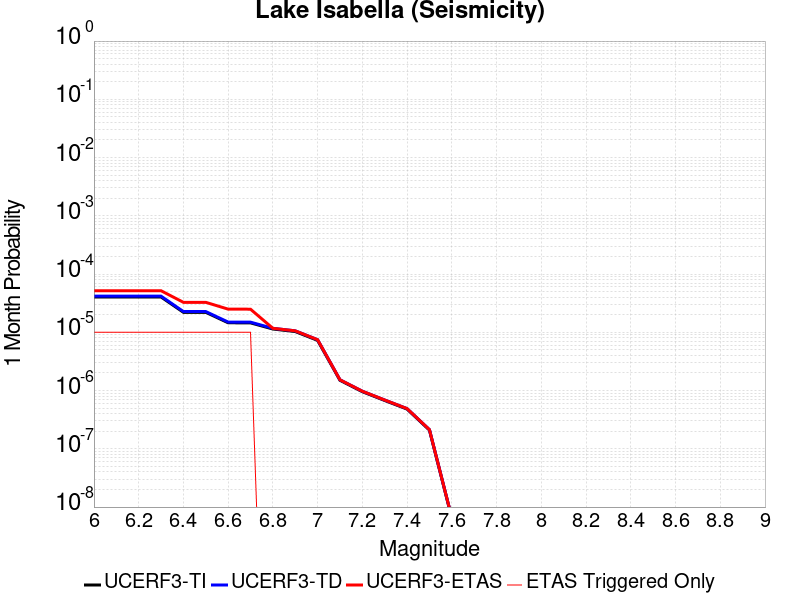 Lake Isabella (Seismicity)
1 Month Probability
10^0
10^-1
10^-2
10^-3
10^-4
10^-5
10^-6
10^-7
10^-8
6 6.2 6.4 6.6 6.8 7 7.2 7.4 7.6 7.8 8 8.2 8.4 8.6 8.8 9
Magnitude
UCERF3-TI UCERF3-TD UCERF3-ETAS ETAS Triggered Only